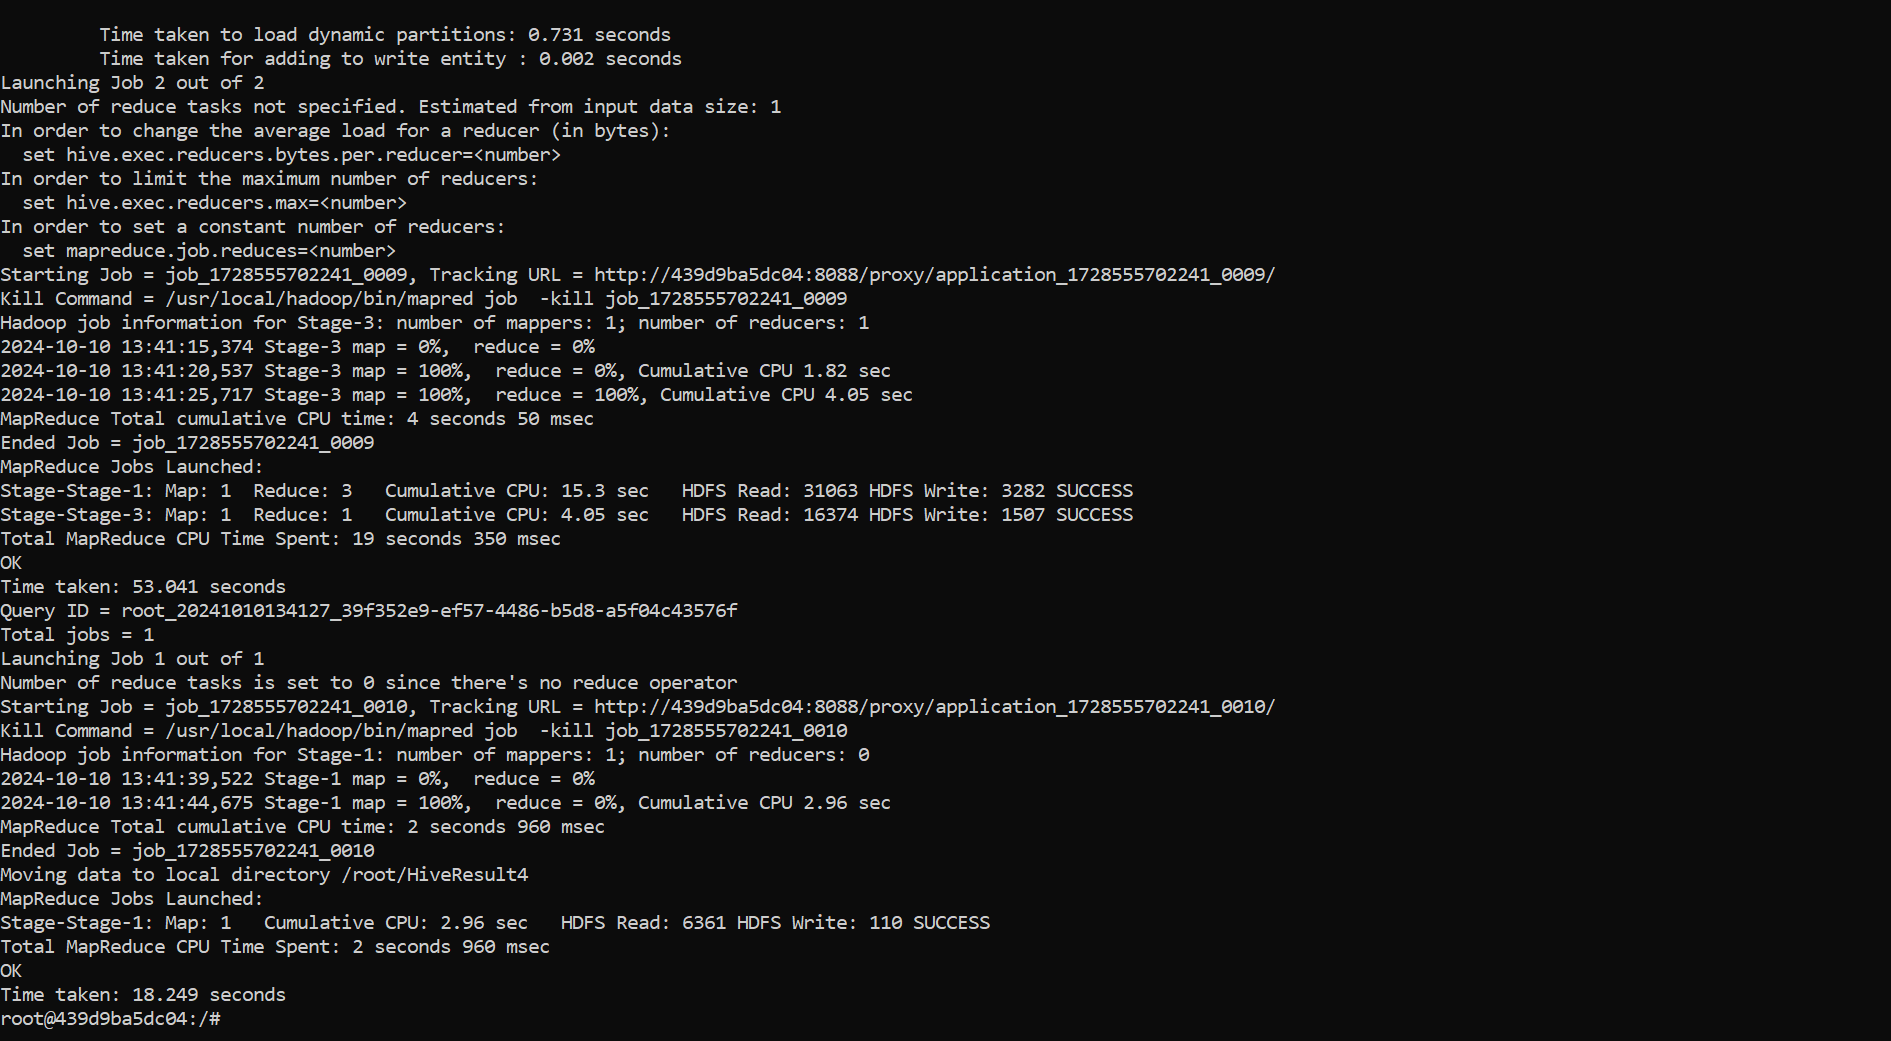 Time taken to load dynamic partitions: 0.731 seconds
        Time taken for adding to write entity : 0.002 seconds
Launching Job 2 out of 2
Number of reduce tasks not specified. Estimated from input data size: 1
In order to change the average load for a reducer (in bytes):
  set hive.exec.reducers.bytes.per.reducer=<number>
In order to limit the maximum number of reducers:
  set hive.exec.reducers.max=<number>
In order to set a constant number of reducers:
  set mapreduce.job.reduces=<number>
Starting Job = job_1728555702241_0009, Tracking URL = http://439d9ba5dc04:8088/proxy/application_1728555702241_0009/
Kill Command = /usr/local/hadoop/bin/mapred job  -kill job_1728555702241_0009
Hadoop job information for Stage-3: number of mappers: 1; number of reducers: 1
2024-10-10 13:41:15,374 Stage-3 map = 0%,  reduce = 0%
2024-10-10 13:41:20,537 Stage-3 map = 100%,  reduce = 0%, Cumulative CPU 1.82 sec
2024-10-10 13:41:25,717 Stage-3 map = 100%,  reduce = 100%, Cumulative CPU 4.05 sec
MapReduce Total cumulative CPU time: 4 seconds 50 msec
Ended Job = job_1728555702241_0009
MapReduce Jobs Launched:
Stage-Stage-1: Map: 1  Reduce: 3   Cumulative CPU: 15.3 sec   HDFS Read: 31063 HDFS Write: 3282 SUCCESS
Stage-Stage-3: Map: 1  Reduce: 1   Cumulative CPU: 4.05 sec   HDFS Read: 16374 HDFS Write: 1507 SUCCESS
Total MapReduce CPU Time Spent: 19 seconds 350 msec
OK
Time taken: 53.041 seconds
Query ID = root_20241010134127_39f352e9-ef57-4486-b5d8-a5f04c43576f
Total jobs = 1
Launching Job 1 out of 1
Number of reduce tasks is set to 0 since there's no reduce operator
Starting Job = job_1728555702241_0010, Tracking URL = http://439d9ba5dc04:8088/proxy/application_1728555702241_0010/
Kill Command = /usr/local/hadoop/bin/mapred job  -kill job_1728555702241_0010
Hadoop job information for Stage-1: number of mappers: 1; number of reducers: 0
2024-10-10 13:41:39,522 Stage-1 map = 0%,  reduce = 0%
2024-10-10 13:41:44,675 Stage-1 map = 100%,  reduce = 0%, Cumulative CPU 2.96 sec
MapReduce Total cumulative CPU time: 2 seconds 960 msec
Ended Job = job_1728555702241_0010
Moving data to local directory /root/HiveResult4
MapReduce Jobs Launched:
Stage-Stage-1: Map: 1   Cumulative CPU: 2.96 sec   HDFS Read: 6361 HDFS Write: 110 SUCCESS
Total MapReduce CPU Time Spent: 2 seconds 960 msec
OK
Time taken: 18.249 seconds
root@439d9ba5dc04:/#